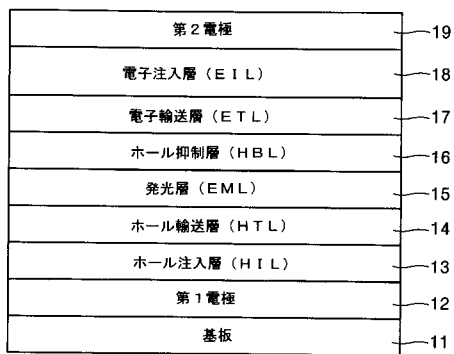 第２電極 19
電子注入層（ＥＩＬ） 18
電子輸送層（ＥＴＬ） 17
ホール抑制層（ＨＢＬ） 16
発光層（ＥＭＬ） 15
ホール輸送層（ＨＴＬ） 14
ホール注入層（ＨＩＬ） 13
第１電極 12
基板 11